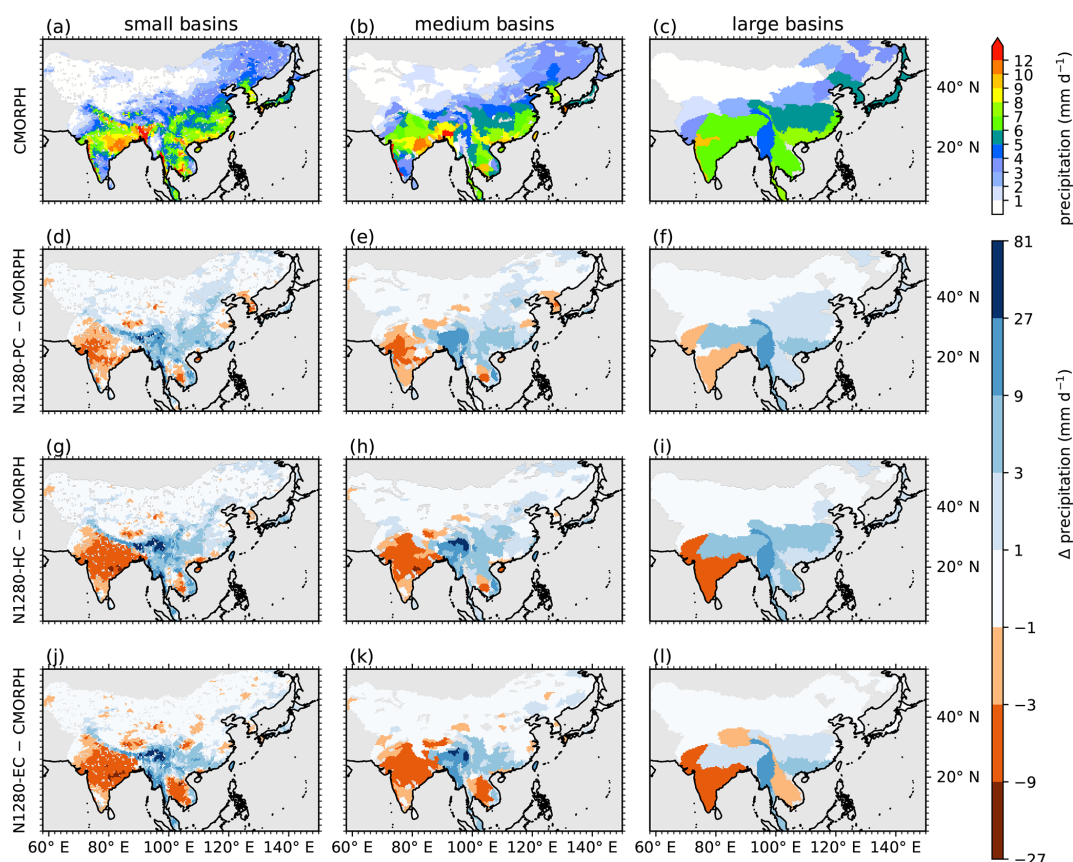 small basins medium basins large basins
(a) (b) (c)
CMORPH
40° N
20° N
12
10
9
8
7
6
5
4
3
2
1
precipitation (mm d⁻¹)
(d) (e) (f)
N1280-PC − CMORPH
40° N
20° N
(g) (h) (i)
N1280-HC − CMORPH
40° N
20° N
(j) (k) (l)
N1280-EC − CMORPH
40° N
20° N
60° E 80° E 100° E 120° E 140° E 60° E 80° E 100° E 120° E 140° E 60° E 80° E 100° E 120° E 140° E
81
27
9
3
1
−1
−3
−9
−27
Δ precipitation (mm d⁻¹)